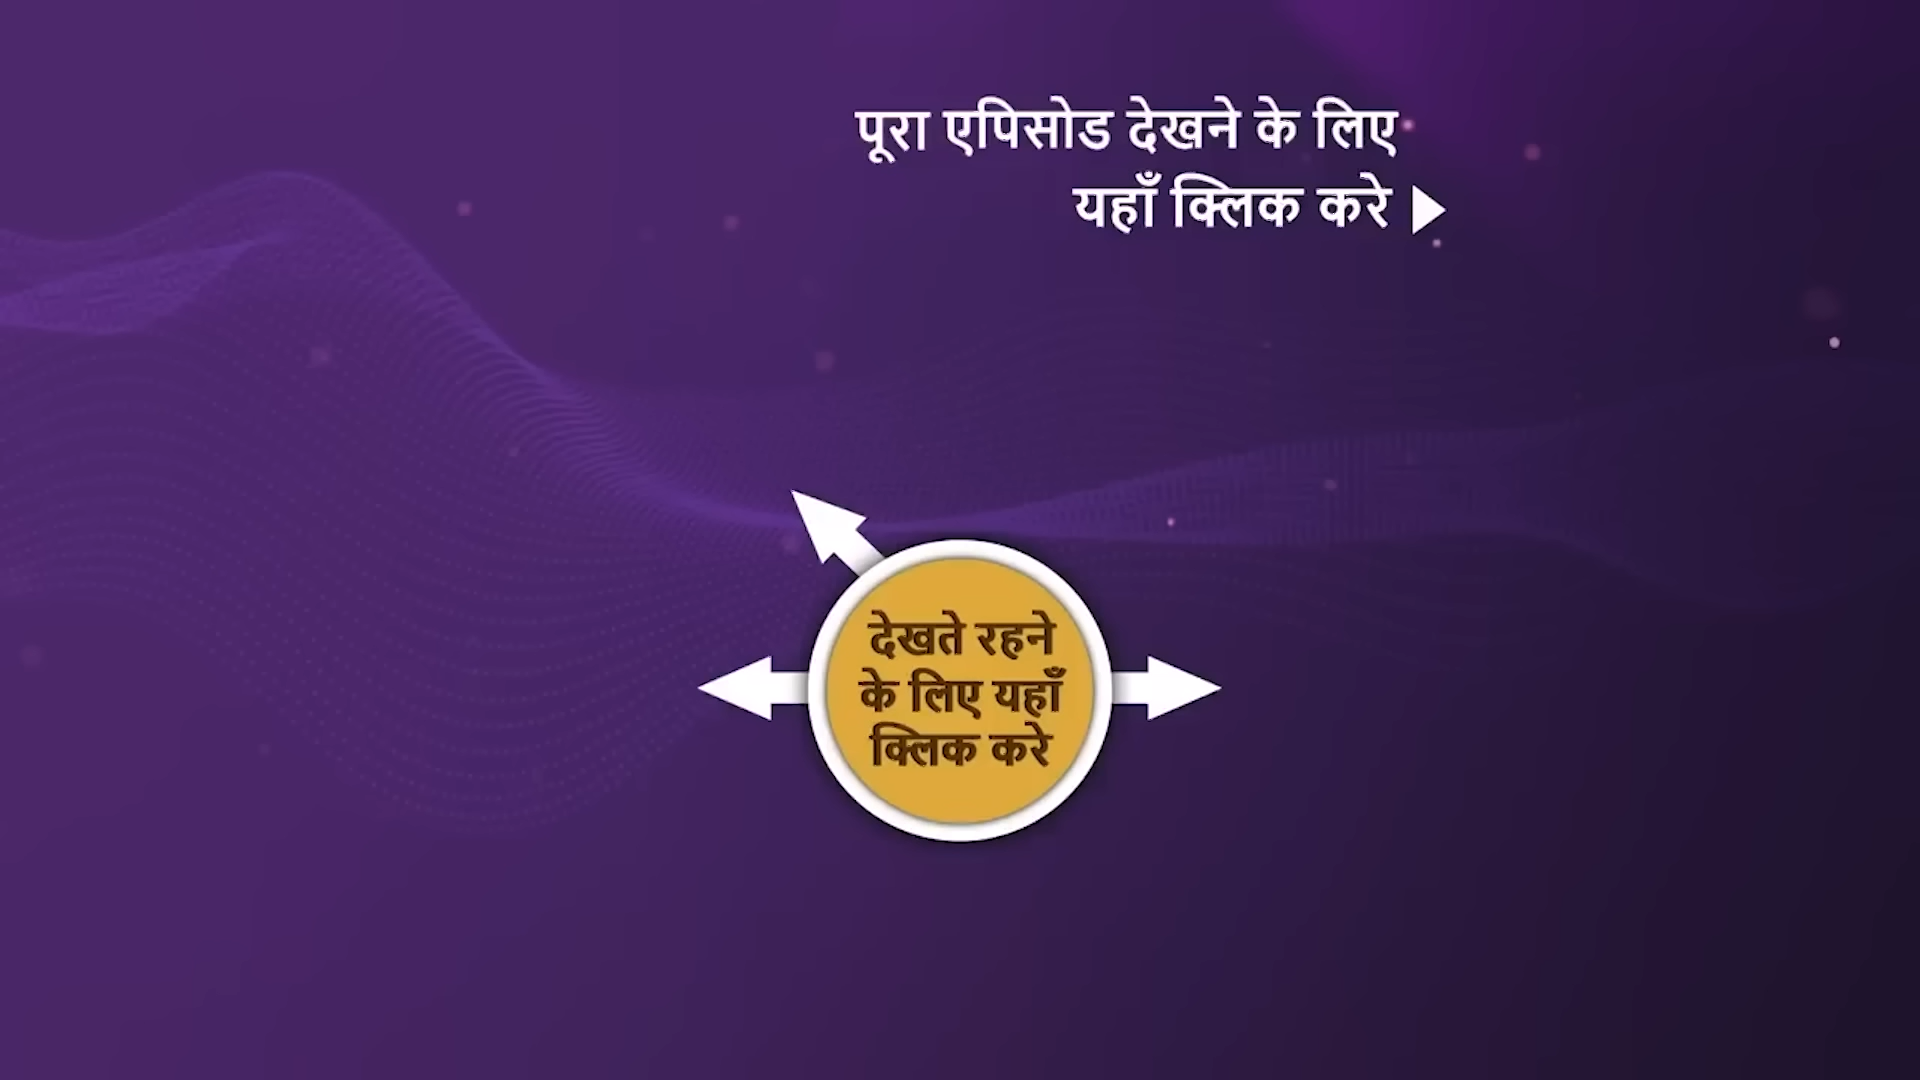 पूरा एपिसोड देखने के लिए
यहाँ क्लिक करे
देखते रहने
के लिए यहाँ
क्लिक करे